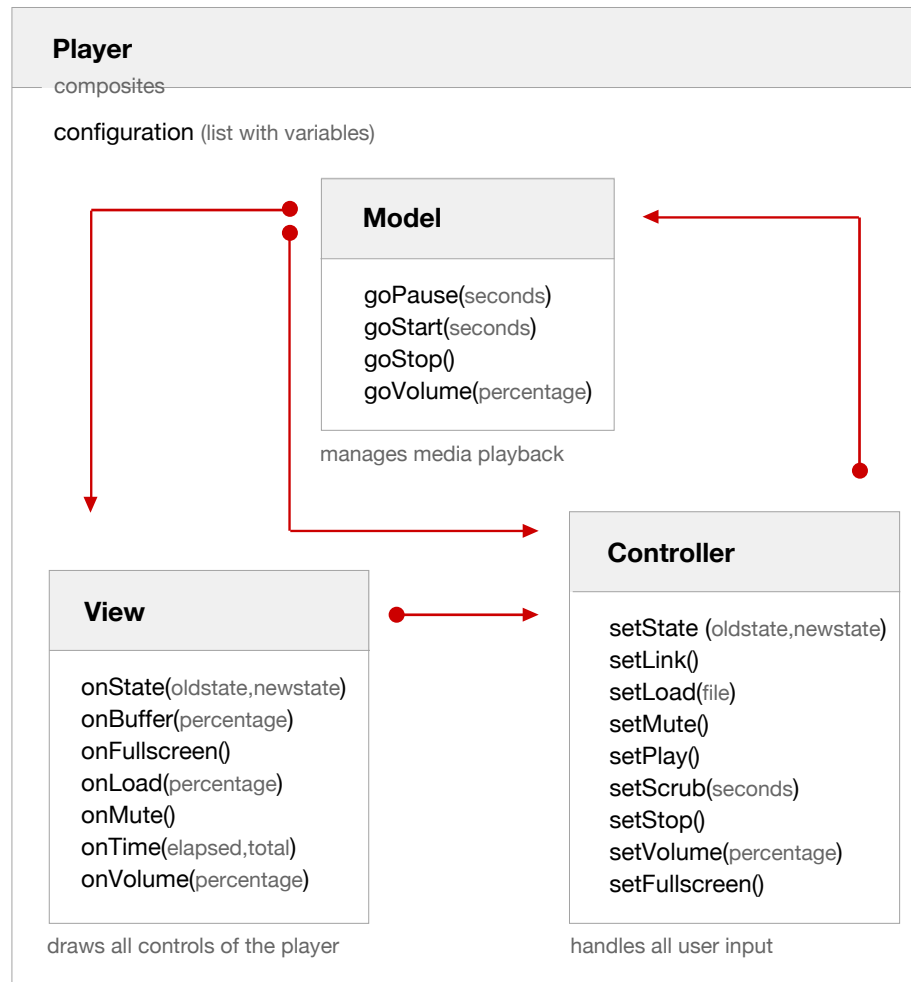 Player
composites
configuration (list with variables)
Model
goPause(seconds)
goStart(seconds)
goStop()
goVolume(percentage)
manages media playback
View
onState(oldstate,newstate)
onBuffer(percentage)
onFullscreen()
onLoad(percentage)
onMute()
onTime(elapsed,total)
onVolume(percentage)
draws all controls of the player
Controller
setState (oldstate,newstate)
setLink()
setLoad(file)
setMute()
setPlay()
setScrub(seconds)
setStop()
setVolume(percentage)
setFullscreen()
handles all user input